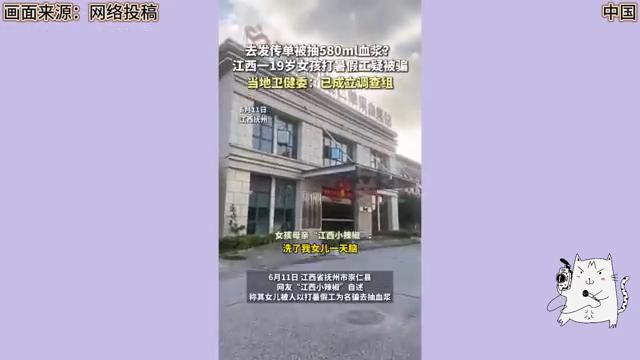 画面来源：网络投稿
中国
去发传单被抽580ml血浆？
江西一19岁女孩打暑假工疑被骗
当地卫健委：已成立调查组
6月11日
江西抚州
女孩母亲“江西小辣椒”：
洗了我女儿一天脑
6月11日 江西省抚州市崇仁县
网友“江西小辣椒”自述
称其女儿被人以打暑假工为名骗去抽血浆